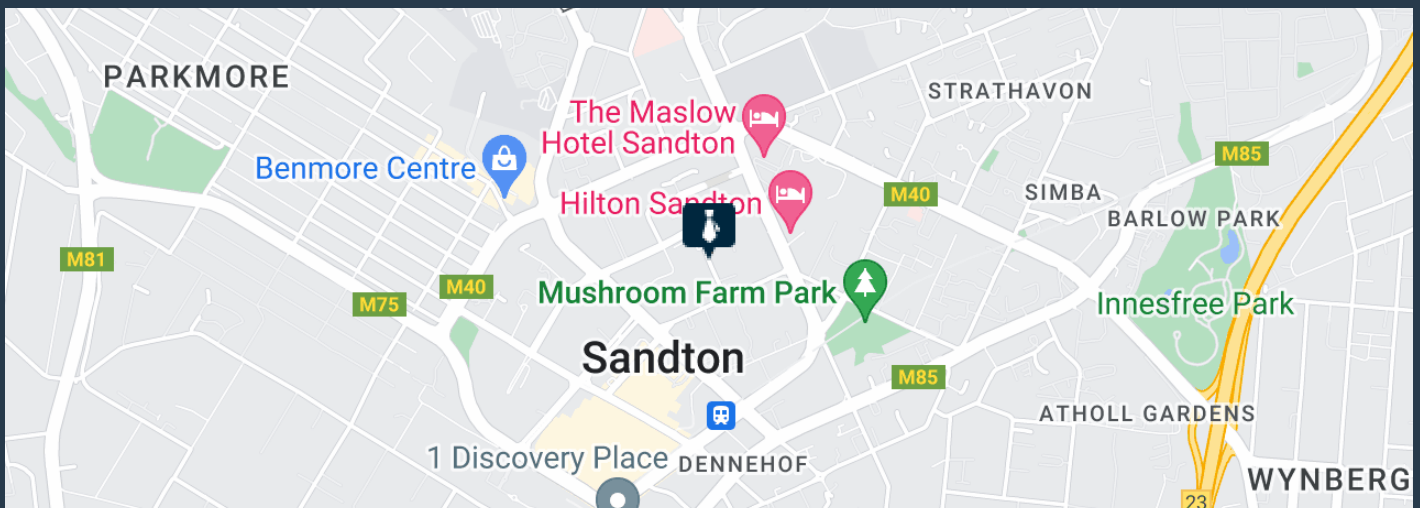 PARKMORE
STRATHAVON
The Maslow
Hotel Sandton
M85
Benmore Centre
SIMBA
M40
Hilton Sandton
BARLOW PARK
M81
M40
M75
Mushroom Farm Park
Innesfree Park
Sandton
M85
ATHOLL GARDENS
1 Discovery Place
DENNEHOF
WYNBERG
23